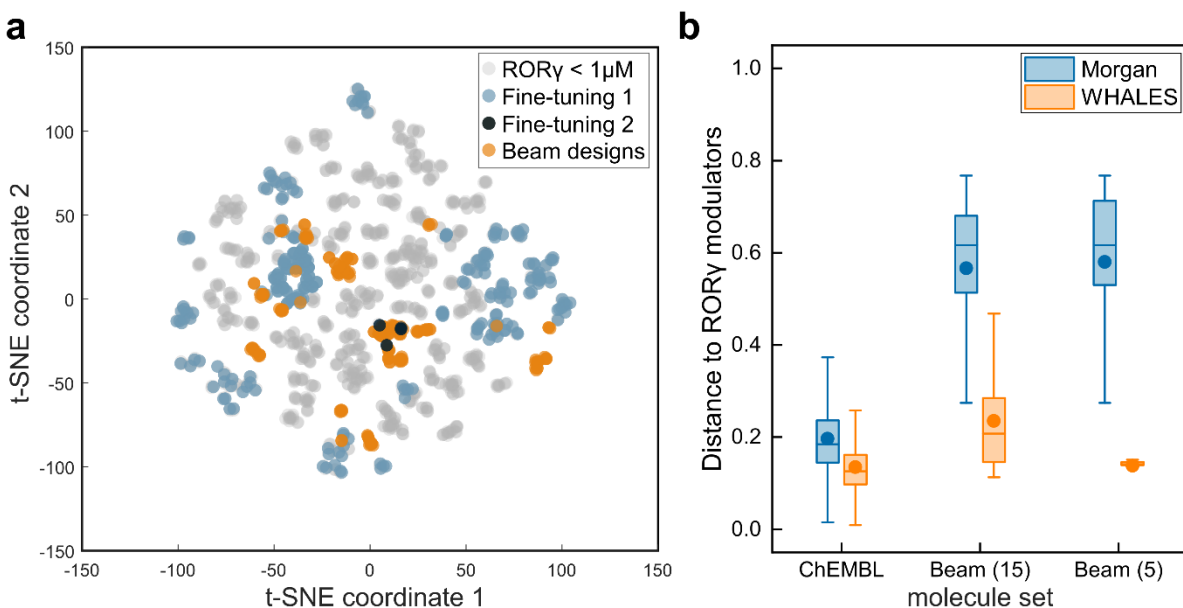 a
150
100
50
0
-50
-100
-150
-150
-100
-50
0
50
100
150
t-SNE coordinate 2
t-SNE coordinate 1
RORγ < 1μM
Fine-tuning 1
Fine-tuning 2
Beam designs
b
1.0
0.8
0.6
0.4
0.2
0.0
Distance to RORγ modulators
Morgan
WHALES
ChEMBL
Beam (15)
Beam (5)
molecule set